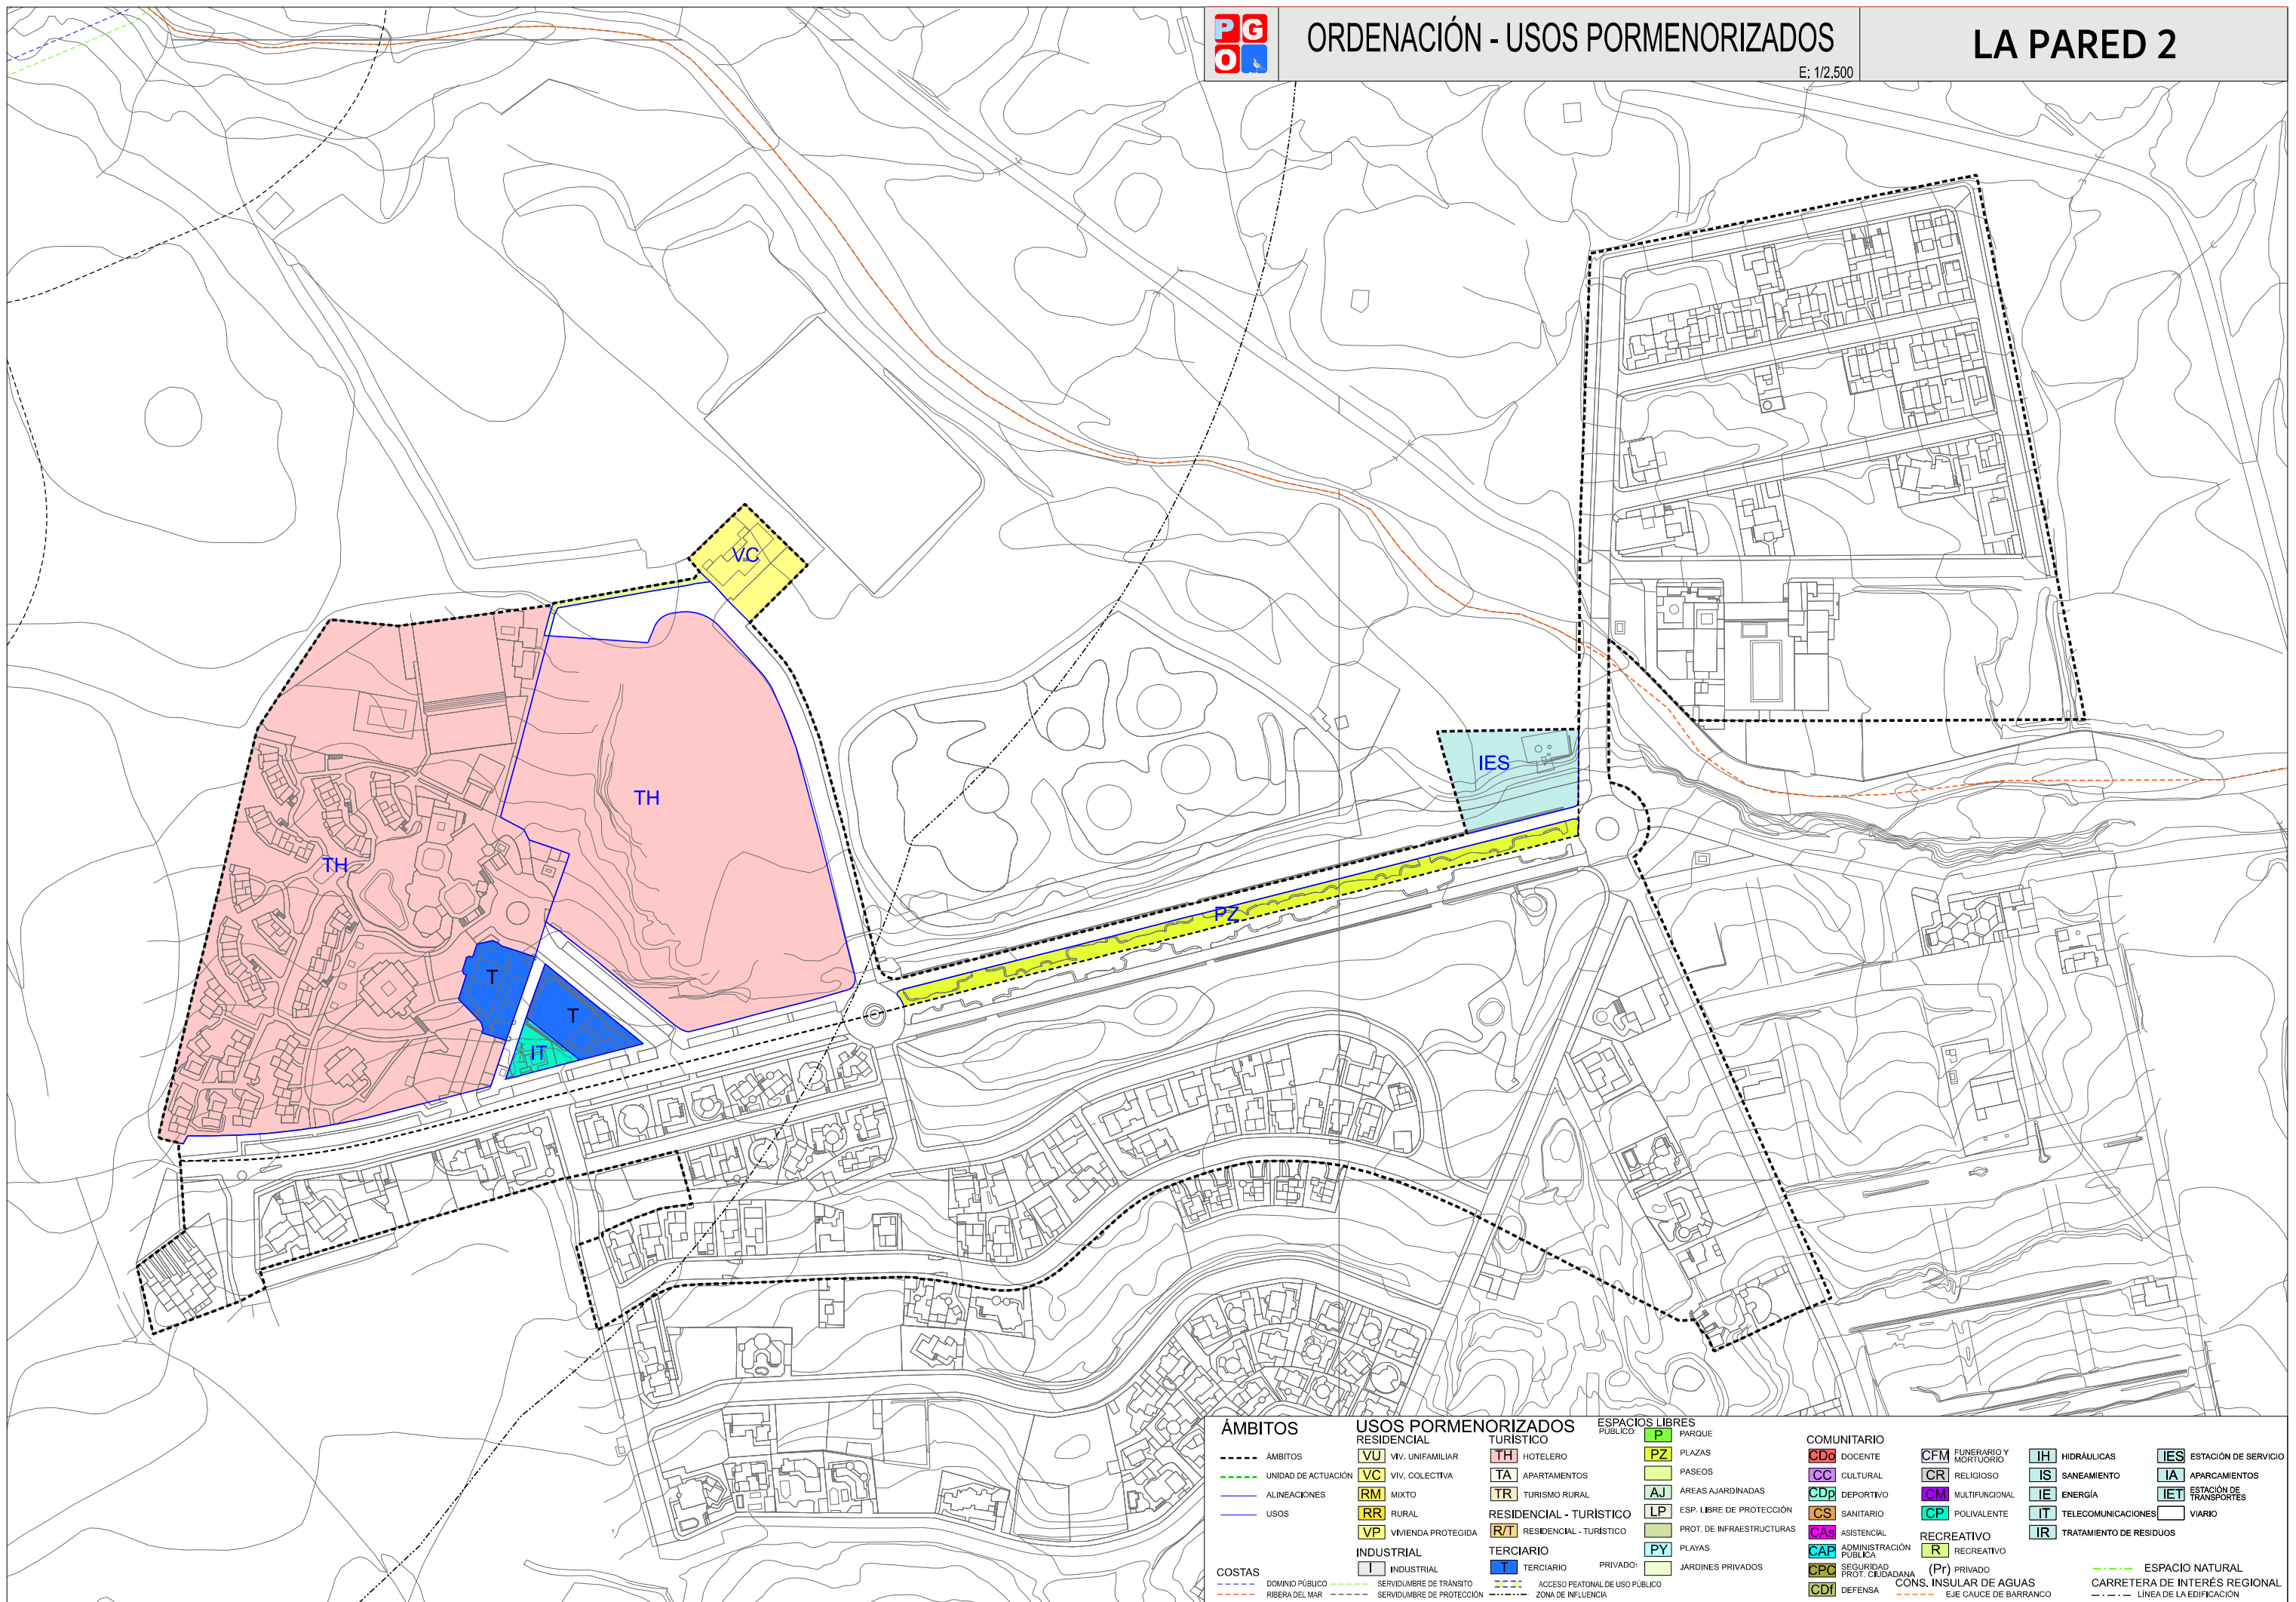 PG
O
ORDENACIÓN - USOS PORMENORIZADOS
E: 1/2.500
LA PARED 2
VC
TH
TH
IES
PZ
T
T
IT
ÁMBITOS
ÁMBITOS
UNIDAD DE ACTUACIÓN
ALINEACIONES
USOS
USOS PORMENORIZADOS
RESIDENCIAL
VU VIV. UNIFAMILIAR
VC VIV. COLECTIVA
RM MIXTO
RR RURAL
VP VIVIENDA PROTEGIDA
INDUSTRIAL
I INDUSTRIAL
TURÍSTICO
TH HOTELERO
TA APARTAMENTOS
TR TURISMO RURAL
RESIDENCIAL - TURÍSTICO
R/T RESIDENCIAL - TURÍSTICO
TERCIARIO
T TERCIARIO
ESPACIOS LIBRES
PÚBLICO:
P PARQUE
PZ PLAZAS
PASEOS
AJ ÁREAS AJARDINADAS
LP ESP. LIBRE DE PROTECCIÓN
PROT. DE INFRAESTRUCTURAS
PY PLAYAS
PRIVADO: JARDINES PRIVADOS
COMUNITARIO
CDo DOCENTE
CC CULTURAL
CDp DEPORTIVO
CS SANITARIO
CAs ASISTENCIAL
CAP ADMINISTRACIÓN
PÚBLICA
CPC SEGURIDAD
PROT. CIUDADANA
CDf DEFENSA
CFM FUNERARIO Y
MORTUORIO
CR RELIGIOSO
CM MULTIFUNCIONAL
CP POLIVALENTE
RECREATIVO
R RECREATIVO
(Pr) PRIVADO
IH HIDRÁULICAS
IS SANEAMIENTO
IE ENERGÍA
IT TELECOMUNICACIONES
IR TRATAMIENTO DE RESIDUOS
IES ESTACIÓN DE SERVICIO
IA APARCAMIENTOS
IET ESTACIÓN DE
TRANSPORTES
VIARIO
COSTAS
DOMINIO PÚBLICO
RIBERA DEL MAR
SERVIDUMBRE DE TRÁNSITO
SERVIDUMBRE DE PROTECCIÓN
ACCESO PEATONAL DE USO PÚBLICO
ZONA DE INFLUENCIA
CONS. INSULAR DE AGUAS
EJE CAUCE DE BARRANCO
ESPACIO NATURAL
CARRETERA DE INTERÉS REGIONAL
LÍNEA DE LA EDIFICACIÓN